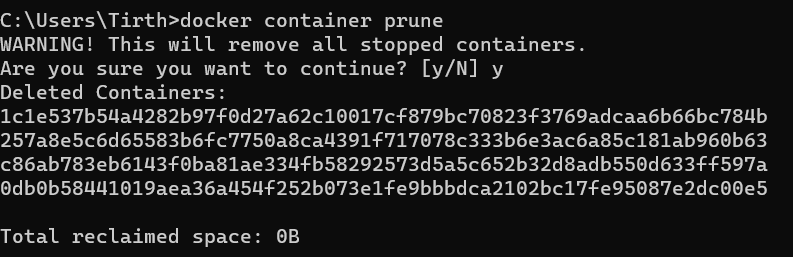 C:\Users\Tirth>docker container prune
WARNING! This will remove all stopped containers.
Are you sure you want to continue? [y/N] y
Deleted Containers:
1c1e537b54a4282b97f0d27a62c10017cf879bc70823f3769adcaa6b66bc784b
257a8e5c6d65583b6fc7750a8ca4391f717078c333b6e3ac6a85c181ab960b63
c86ab783eb6143f0ba81ae334fb58292573d5a5c652b32d8adb550d633ff597a
0db0b58441019aea36a454f252b073e1fe9bbbdca2102bc17fe95087e2dc00e5
Total reclaimed space: 0B